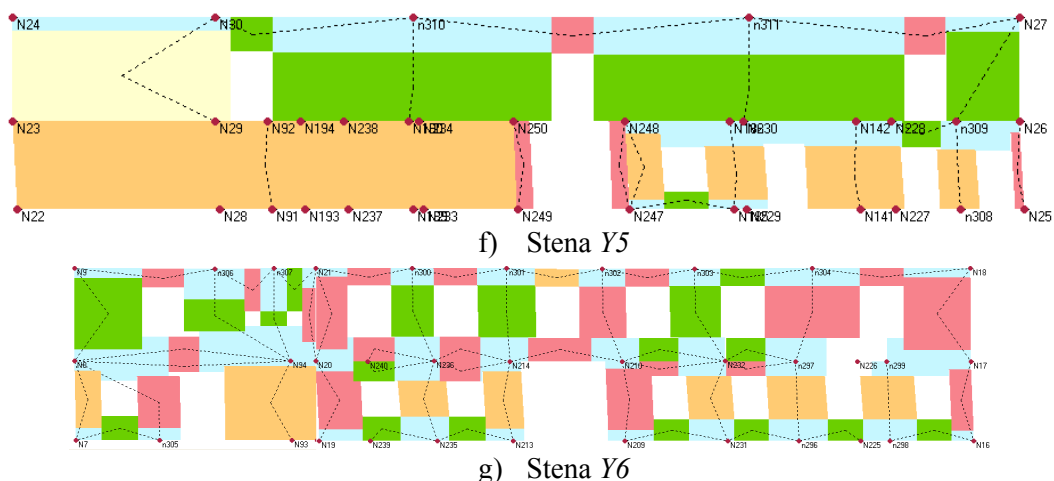 N24 N30 n310 n311 N27
N23 N29 N92 N194 N238 N250 N248 N142 N228 n309 N26
N22 N28 N91 N193 N237 N249 N247 N141 N227 n308 N25
f) Stena Y5
N9 n306 n307 N21 n300 n301 n302 n303 n304 N18
N6 N94 N20 N240 N236 N214 N210 N232 n297 N226 n299 N17
N7 n305 N93 N19 N239 N235 N213 N209 N231 n296 N225 n298 N16
g) Stena Y6